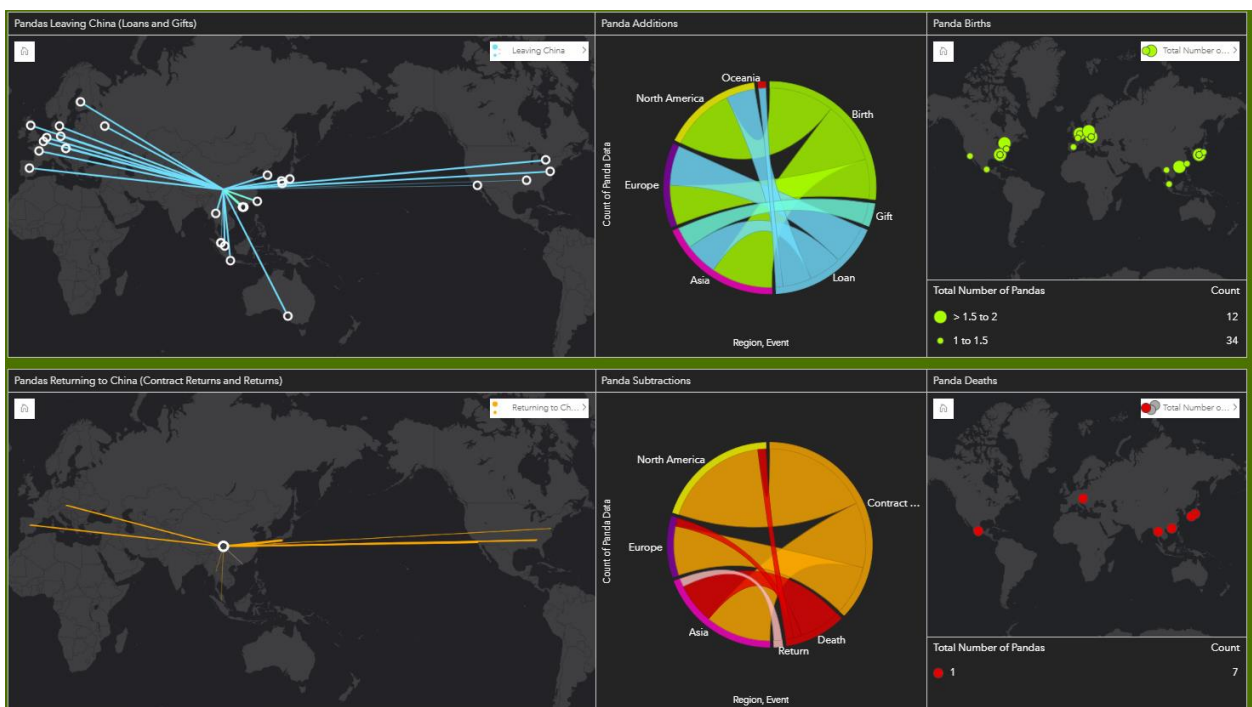 Pandas Leaving China (Loans and Gifts)
Leaving China
Panda Additions
Count of Panda Data
Oceania
North America
Birth
Europe
Gift
Asia
Loan
Region, Event
Panda Births
Total Number o...
Total Number of Pandas Count
> 1.5 to 2 12
1 to 1.5 34
Pandas Returning to China (Contract Returns and Returns)
Returning to Ch...
Panda Subtractions
Count of Panda Data
North America
Contract ...
Europe
Asia
Death
Return
Region, Event
Panda Deaths
Total Number o...
Total Number of Pandas Count
1 7